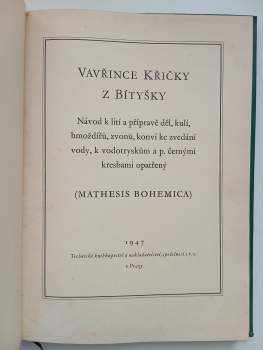 VAVŘINCE KŘIČKY
Z BÍTYŠKY
Návod k lití a přípravě děl, kulí,
hmoždířů, zvonů, konví ke zvedání
vody, k vodotryskům a p. četnými
kresbami opatřený
(MATHESIS BOHEMICA)
1947
Technické knihkupectví a nakladatelství, společnost s r. o.
v Praze